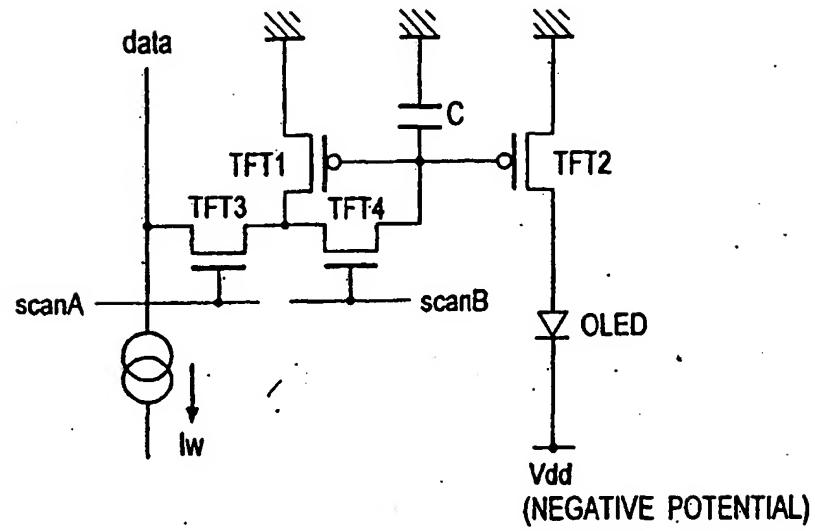 data
C
TFT1
TFT2
TFT3
TFT4
scanA
scanB
OLED
Iw
Vdd
(NEGATIVE POTENTIAL)